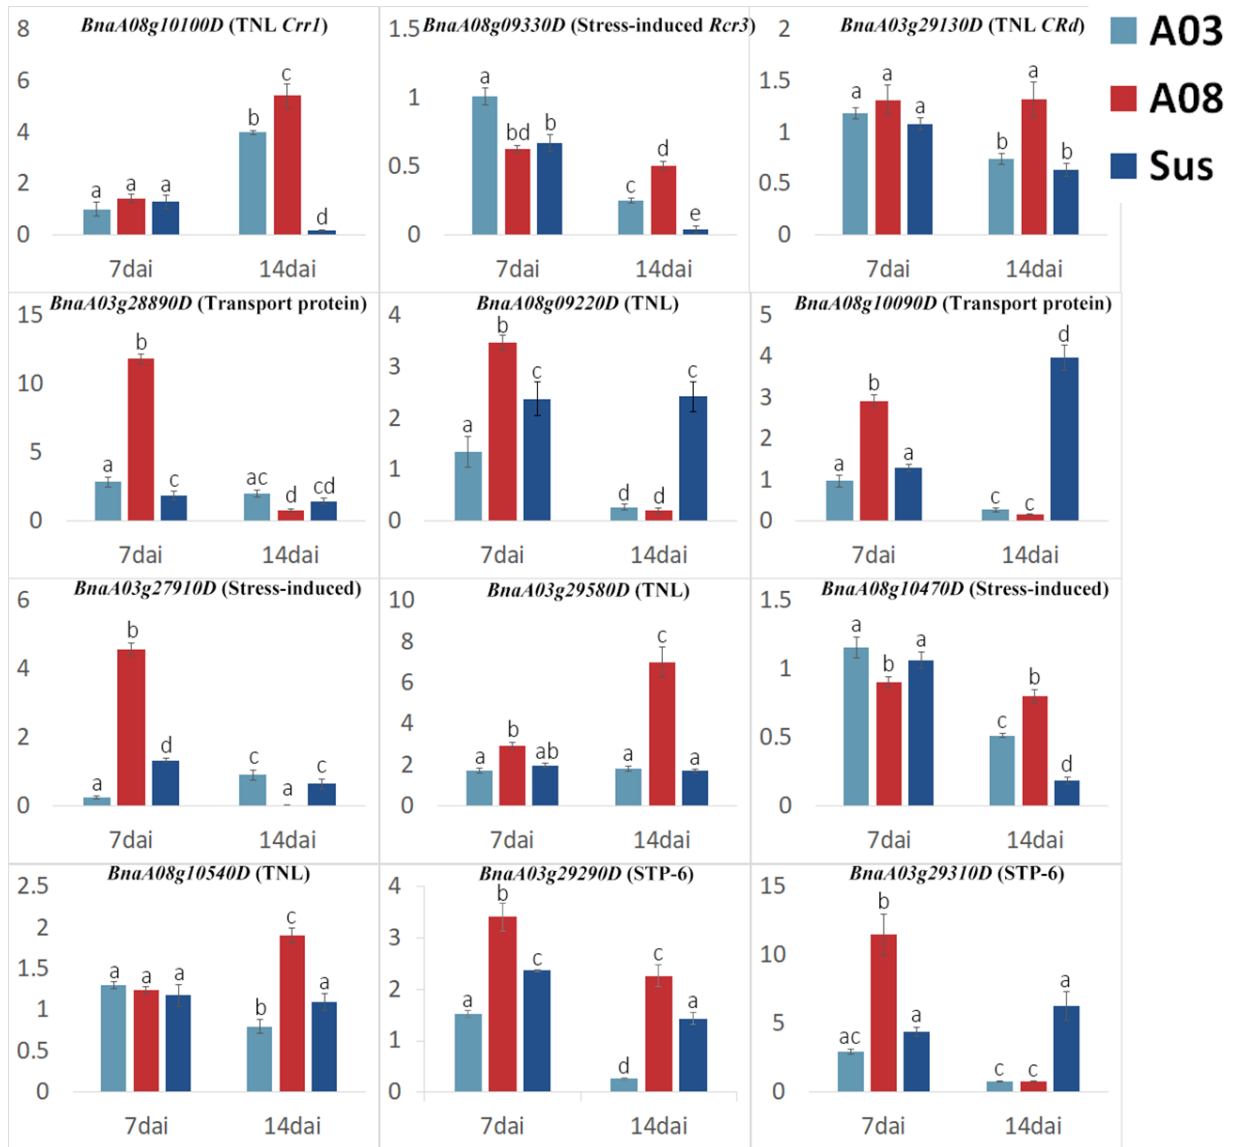 BnaA08g10100D (TNL Crr1)
8
6
4
2
0
a
a
a
b
c
d
7dai
14dai
BnaA08g09330D (Stress-induced Rcr3)
1.5
1
0.5
0
a
bd
b
c
d
e
7dai
14dai
BnaA03g29130D (TNL CRd)
2
1.5
1
0.5
0
a
a
a
b
a
b
7dai
14dai
A03
A08
Sus
BnaA03g28890D (Transport protein)
15
10
5
0
a
b
c
ac
d
cd
7dai
14dai
BnaA08g09220D (TNL)
4
3
2
1
0
a
b
c
d
d
c
7dai
14dai
BnaA08g10090D (Transport protein)
5
4
3
2
1
0
a
b
a
c
c
d
7dai
14dai
BnaA03g27910D (Stress-induced)
6
4
2
0
a
b
d
c
a
c
7dai
14dai
BnaA03g29580D (TNL)
10
8
6
4
2
0
a
b
ab
a
c
a
7dai
14dai
BnaA08g10470D (Stress-induced)
1.5
1
0.5
0
a
b
a
c
b
d
7dai
14dai
BnaA08g10540D (TNL)
2.5
2
1.5
1
0.5
0
a
a
a
b
c
a
7dai
14dai
BnaA03g29290D (STP-6)
4
3
2
1
0
a
b
c
d
c
a
7dai
14dai
BnaA03g29310D (STP-6)
15
10
5
0
ac
b
a
c
c
a
7dai
14dai